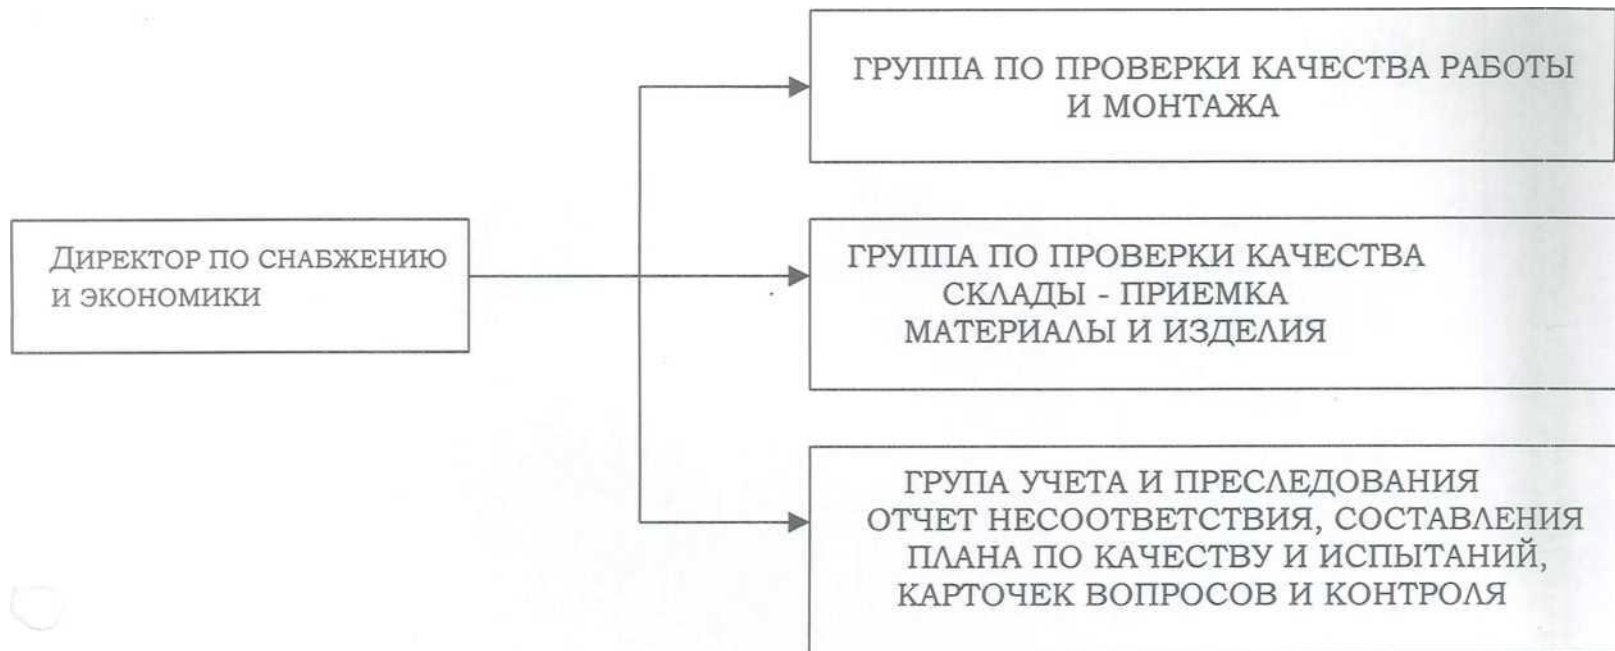 ГРУППА ПО ПРОВЕРКИ КАЧЕСТВА РАБОТЫ
И МОНТАЖА
ДИРЕКТОР ПО СНАБЖЕНИЮ
И ЭКОНОМИКИ
ГРУППА ПО ПРОВЕРКИ КАЧЕСТВА
СКЛАДЫ - ПРИЕМКА
МАТЕРИАЛЫ И ИЗДЕЛИЯ
ГРУПА УЧЕТА И ПРЕСЛЕДОВАНИЯ
ОТЧЕТ НЕСООТВЕТСТВИЯ, СОСТАВЛЕНИЯ
ПЛАНА ПО КАЧЕСТВУ И ИСПЫТАНИЙ,
КАРТОЧЕК ВОПРОСОВ И КОНТРОЛЯ